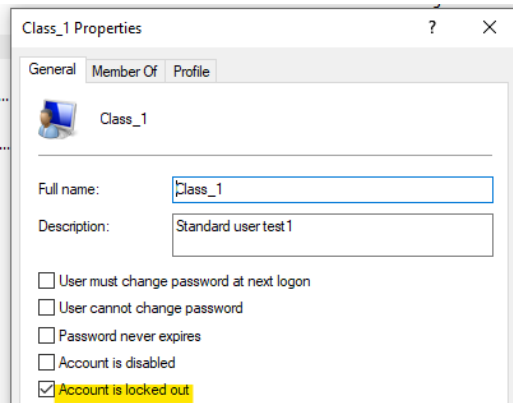 Class_1 Properties
?
General Member Of Profile
Class_1
Full name: Class_1
Description: Standard user test1
User must change password at next logon
User cannot change password
Password never expires
Account is disabled
Account is locked out